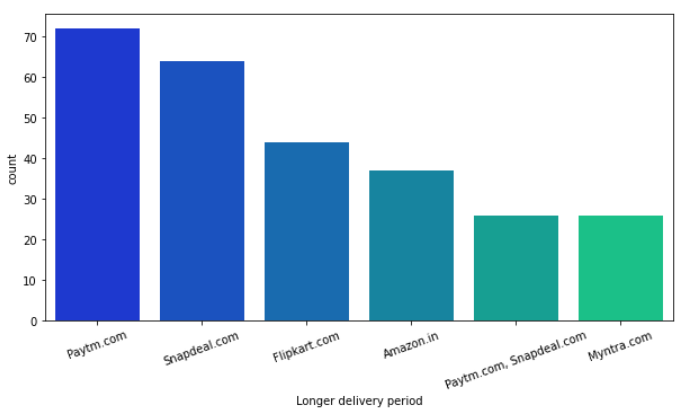 70
60
50
40
30
20
10
0
count
Paytm.com
Snapdeal.com
Flipkart.com
Amazon.in
Paytm.com, Snapdeal.com
Myntra.com
Longer delivery period